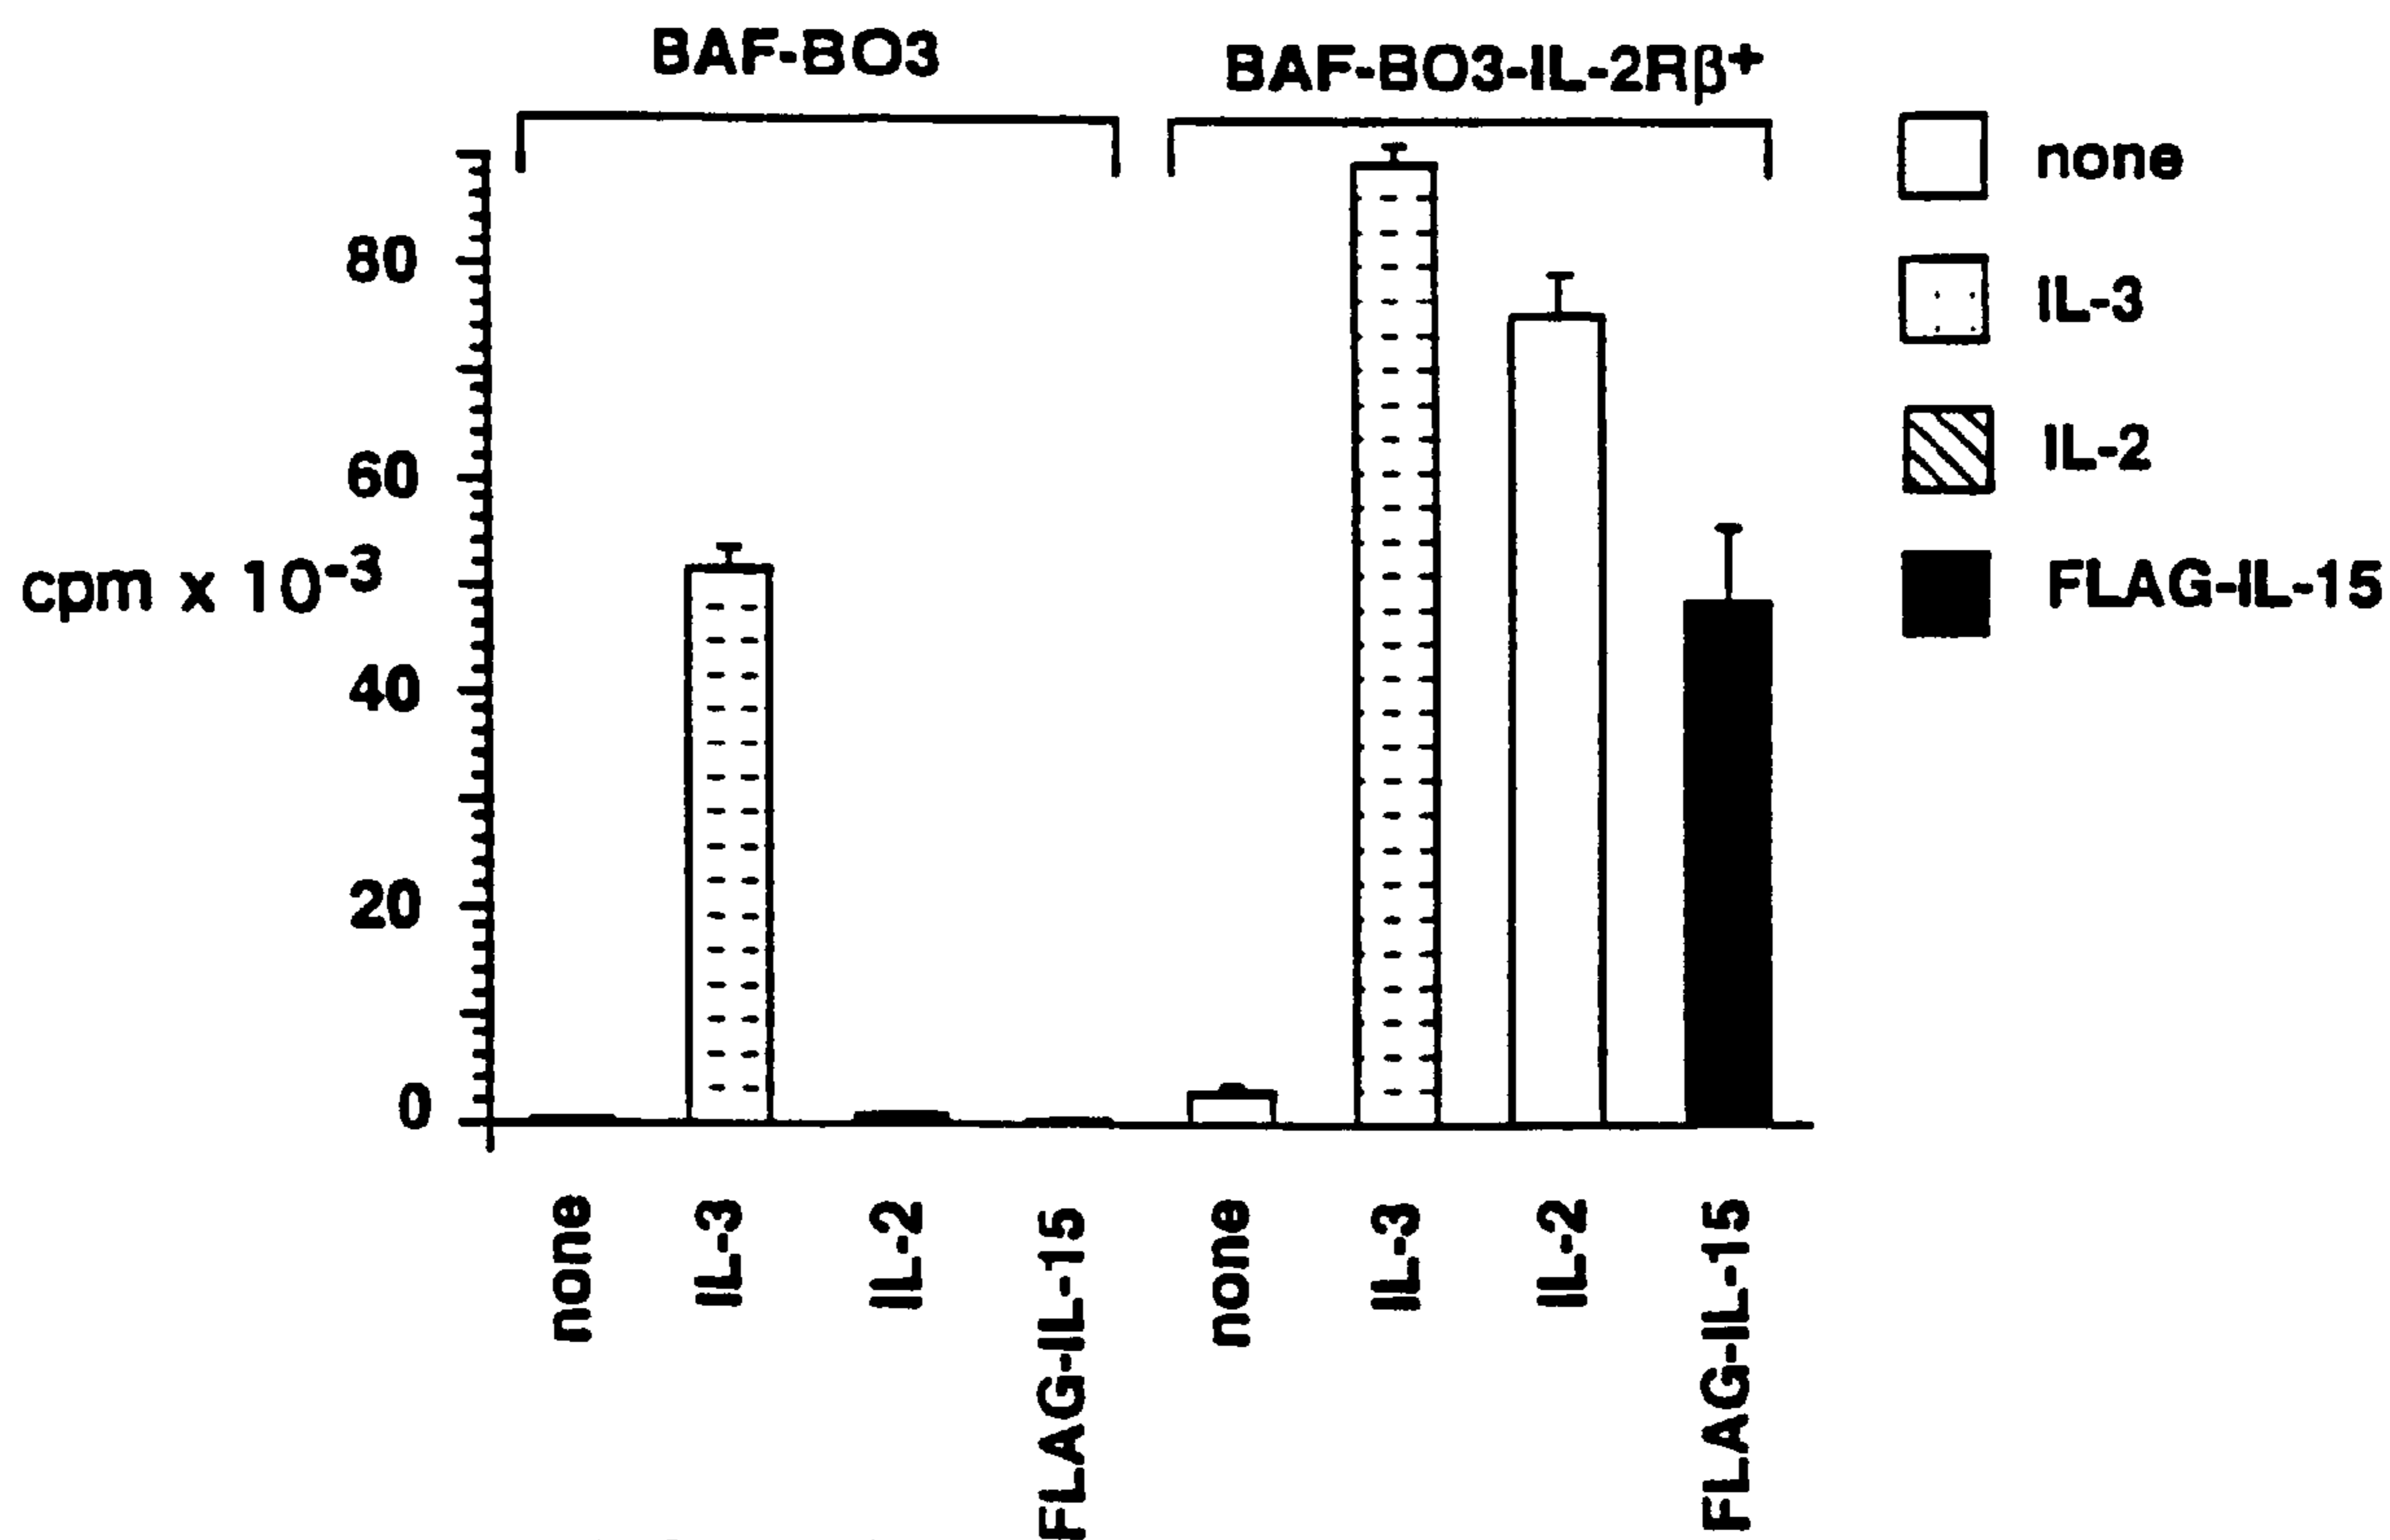 BAF-BO3
BAF-BO3-IL-2Rβ+
80
60
40
20
0
cpm x 10-3
none
IL-3
IL-2
FLAG-IL-15
none
IL-3
IL-2
FLAG-IL-15
none
IL-3
IL-2
FLAG-IL-15